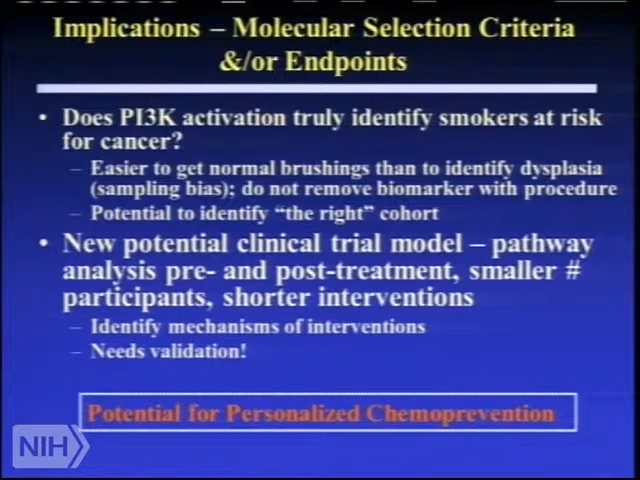 Implications – Molecular Selection Criteria
&/or Endpoints
• Does PI3K activation truly identify smokers at risk
for cancer?
– Easier to get normal brushings than to identify dysplasia
(sampling bias); do not remove biomarker with procedure
– Potential to identify “the right” cohort
• New potential clinical trial model – pathway
analysis pre- and post-treatment, smaller #
participants, shorter interventions
– Identify mechanisms of interventions
– Needs validation!
Potential for Personalized Chemoprevention
NIH